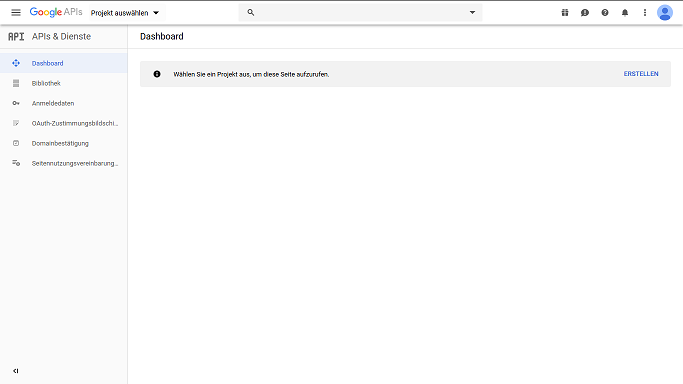 Google APIs Projekt auswählen
API APIs & Dienste Dashboard
Dashboard
Wählen Sie ein Projekt aus, um diese Seite aufzurufen. ERSTELLEN
Bibliothek
Anmeldedaten
OAuth-Zustimmungsbildschi…
Domainbestätigung
Seitennutzungsvereinbarung…